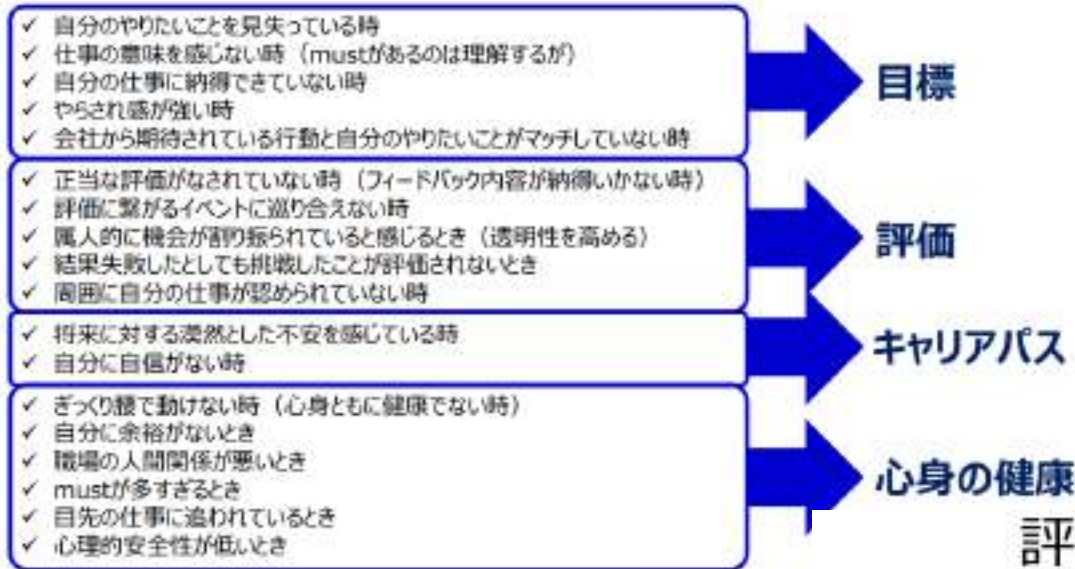 ✓ 自分のやりたいことを見失っている時
✓ 仕事の意味を感じない時（mustがあるのは理解するが）
✓ 自分の仕事に納得できていない時
✓ やらされ感が強い時
✓ 会社から期待されている行動と自分のやりたいことがマッチしていない時
目標
✓ 正当な評価がなされていない時（フィードバック内容が納得いかない時）
✓ 評価に繋がるイベントに巡り合えない時
✓ 属人的に機会が割り振られていると感じるとき（透明性を高める）
✓ 結果失敗したとしても挑戦したことが評価されないとき
✓ 周囲に自分の仕事が認められていない時
評価
✓ 将来に対する漠然とした不安を感じている時
✓ 自分に自信がない時
キャリアパス
✓ ぎっくり腰で動けない時（心身ともに健康でない時）
✓ 自分に余裕がないとき
✓ 職場の人間関係が悪いとき
✓ mustが多すぎるとき
✓ 目先の仕事に追われているとき
✓ 心理的安全性が低いとき
心身の健康
評